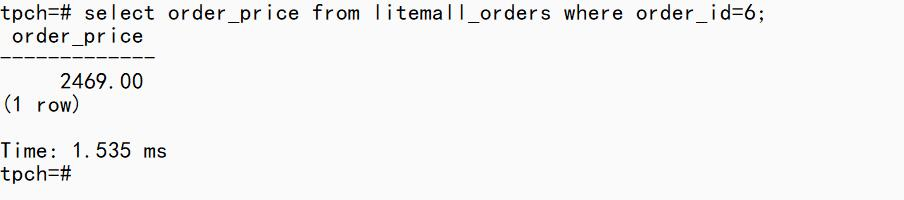 tpch=# select order_price from litemall_orders where order_id=6;
 order_price
-------------
     2469.00
(1 row)

Time: 1.535 ms
tpch=#